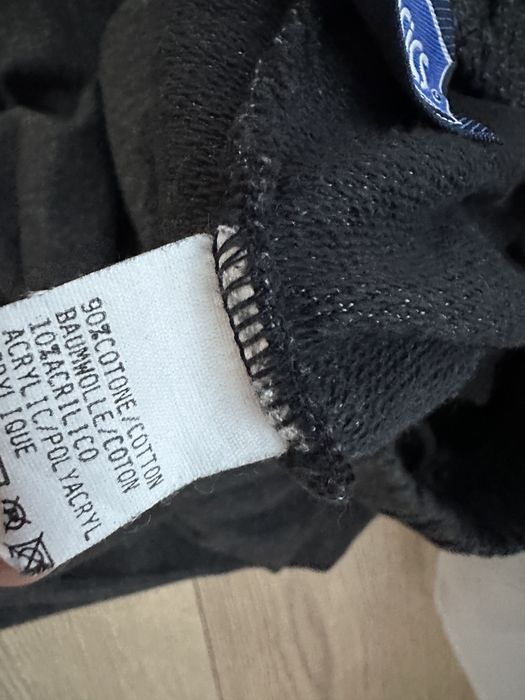 90%COTONE/COTTON
BAUMWOLLE/COTON
10%ACRILICO
ACRYLIC/POLYACRYL